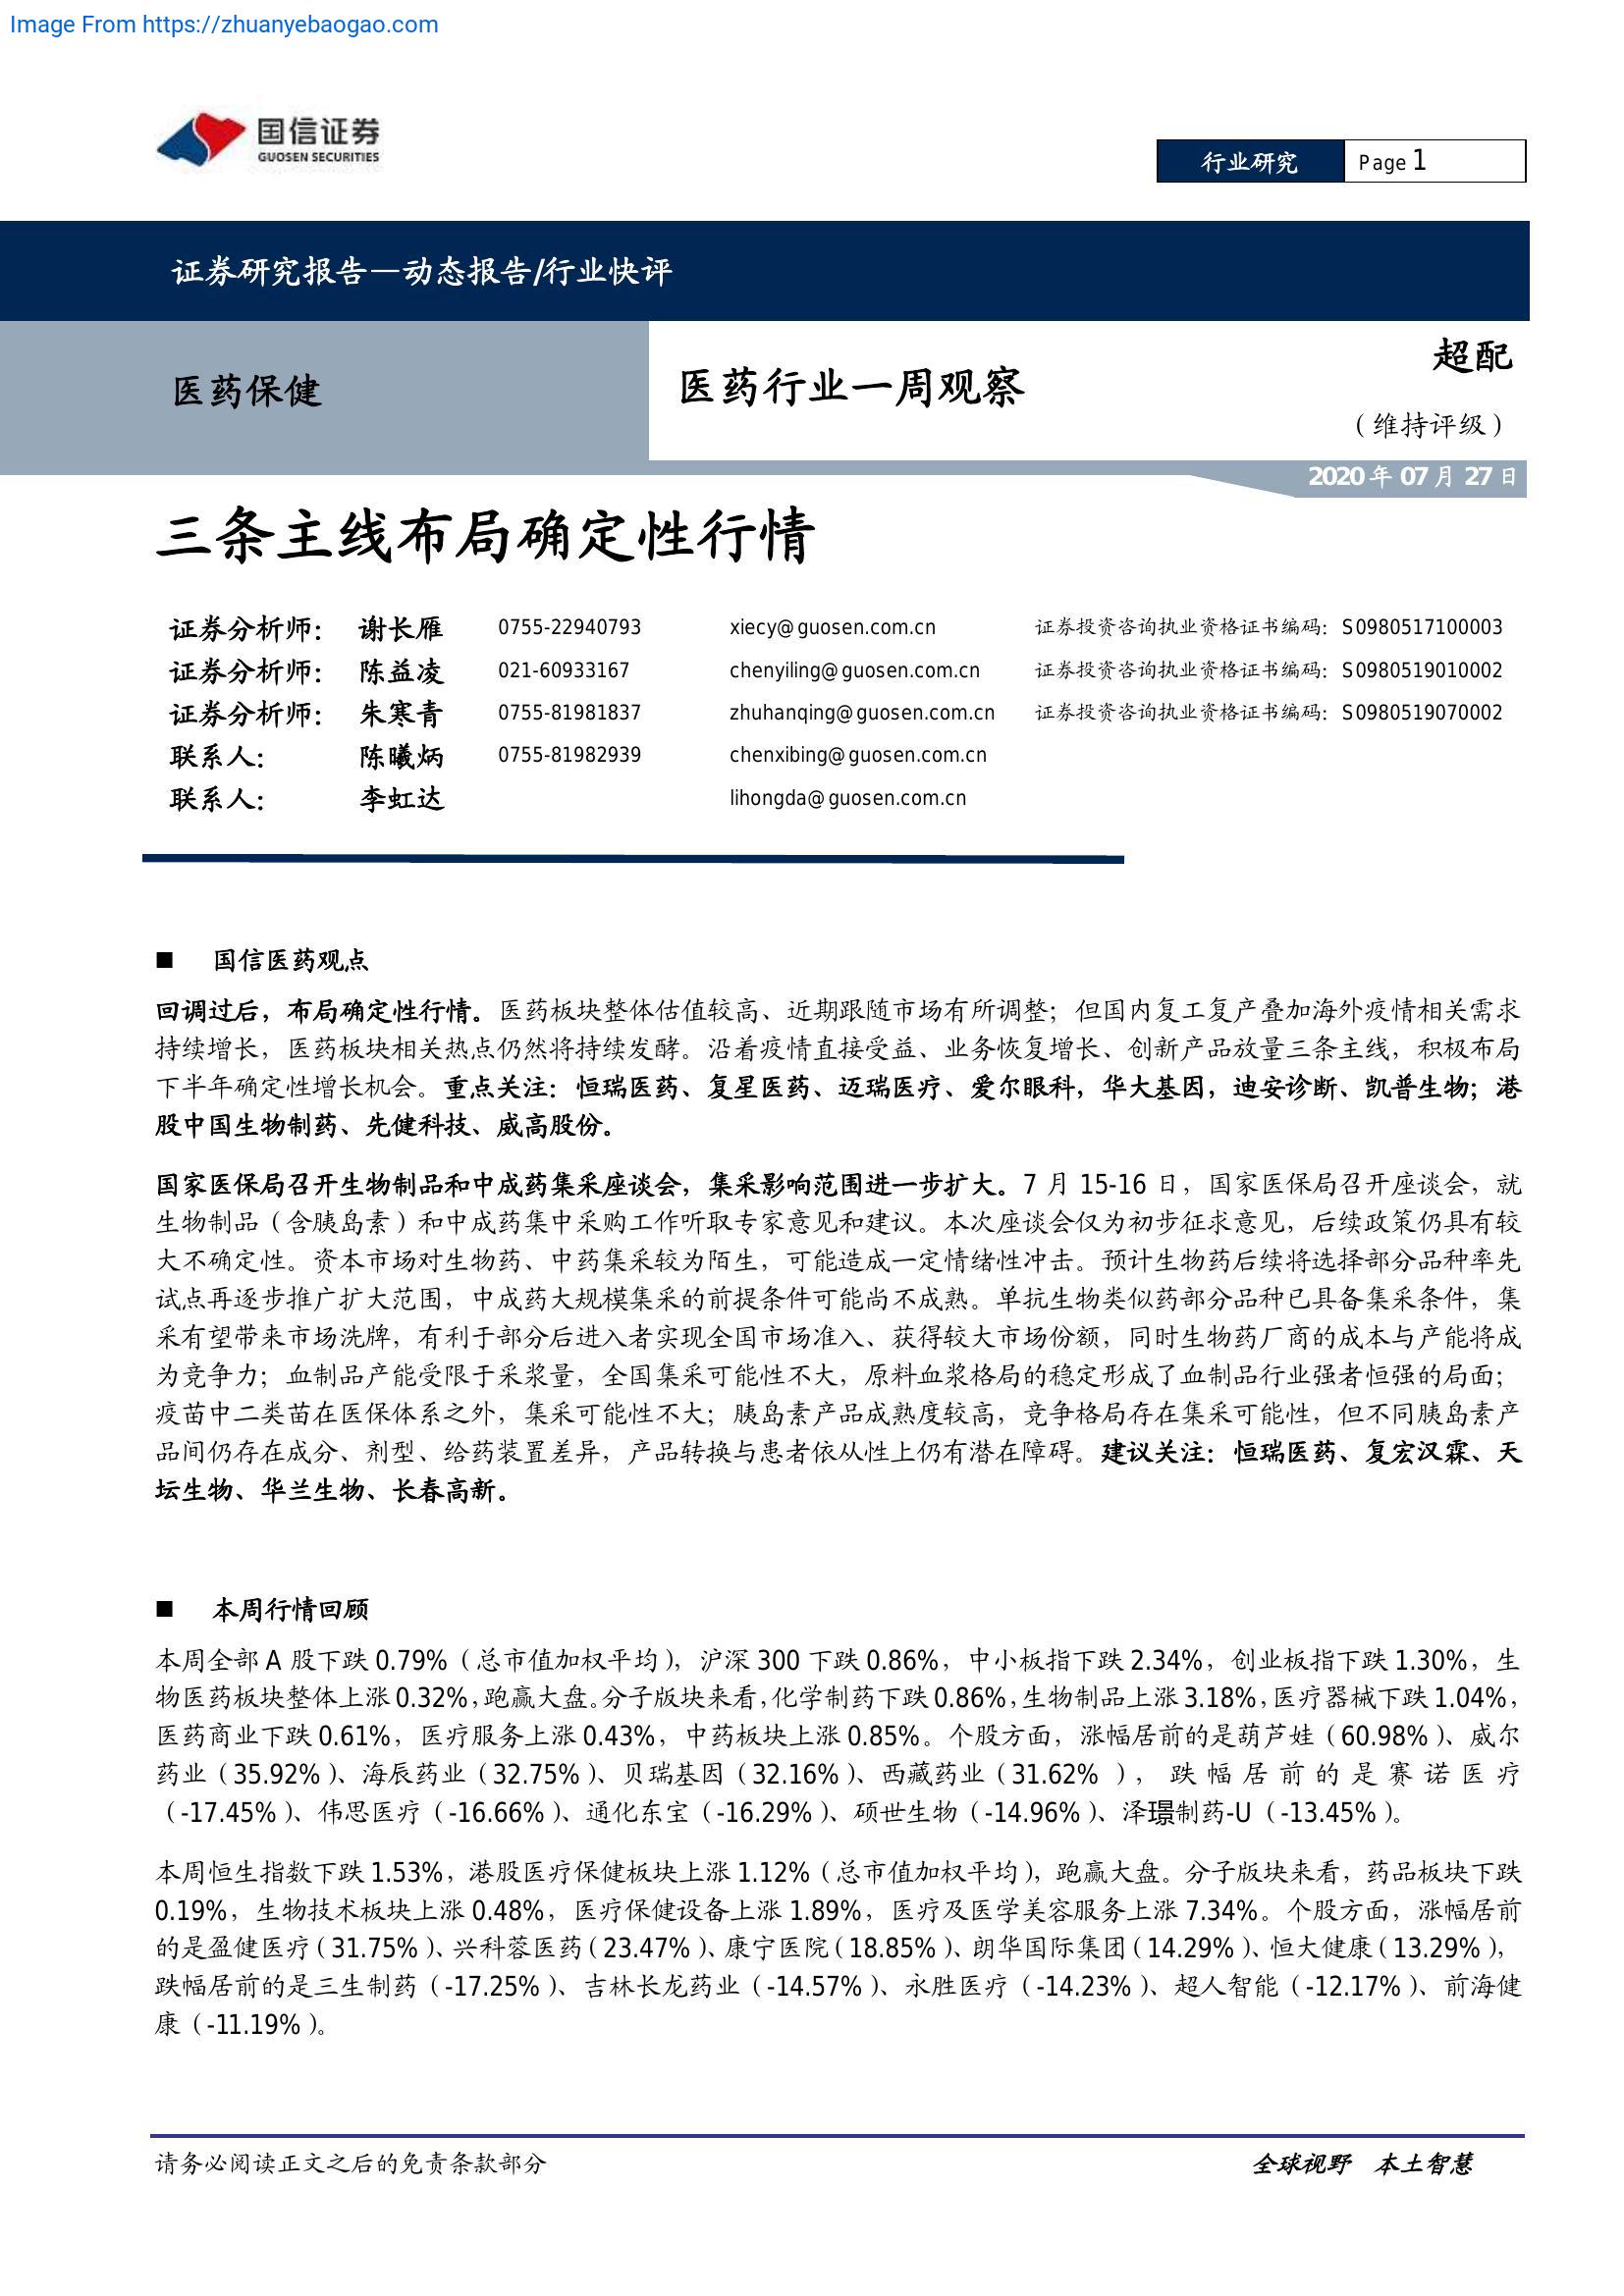 Image From https://zhuanyebaogao.com
国信证券
GUOSEN SECURITIES
行业研究 Page 1
证券研究报告—动态报告/行业快评
医药保健
医药行业一周观察
超配
（维持评级）
2020 年 07 月 27 日
三条主线布局确定性行情
证券分析师： 谢长雁 0755-22940793 xiecy@guosen.com.cn 证券投资咨询执业资格证书编码：S0980517100003
证券分析师： 陈益凌 021-60933167 chenyiling@guosen.com.cn 证券投资咨询执业资格证书编码：S0980519010002
证券分析师： 朱寒青 0755-81981837 zhuhanqing@guosen.com.cn 证券投资咨询执业资格证书编码：S0980519070002
联系人： 陈曦炳 0755-81982939 chenxibing@guosen.com.cn
联系人： 李虹达 lihongda@guosen.com.cn
■ 国信医药观点
回调过后，布局确定性行情。医药板块整体估值较高、近期跟随市场有所调整；但国内复工复产叠加海外疫情相关需求
持续增长，医药板块相关热点仍然将持续发酵。沿着疫情直接受益、业务恢复增长、创新产品放量三条主线，积极布局
下半年确定性增长机会。重点关注：恒瑞医药、复星医药、迈瑞医疗、爱尔眼科，华大基因，迪安诊断、凯普生物；港
股中国生物制药、先健科技、威高股份。
国家医保局召开生物制品和中成药集采座谈会，集采影响范围进一步扩大。7 月 15-16 日，国家医保局召开座谈会，就
生物制品（含胰岛素）和中成药集中采购工作听取专家意见和建议。本次座谈会仅为初步征求意见，后续政策仍具有较
大不确定性。资本市场对生物药、中药集采较为陌生，可能造成一定情绪性冲击。预计生物药后续将选择部分品种率先
试点再逐步推广扩大范围，中成药大规模集采的前提条件可能尚不成熟。单抗生物类似药部分品种已具备集采条件，集
采有望带来市场洗牌，有利于部分后进入者实现全国市场准入、获得较大市场份额，同时生物药厂商的成本与产能将成
为竞争力；血制品产能受限于采浆量，全国集采可能性不大，原料血浆格局的稳定形成了血制品行业强者恒强的局面；
疫苗中二类苗在医保体系之外，集采可能性不大；胰岛素产品成熟度较高，竞争格局存在集采可能性，但不同胰岛素产
品间仍存在成分、剂型、给药装置差异，产品转换与患者依从性上仍有潜在障碍。建议关注：恒瑞医药、复宏汉霖、天
坛生物、华兰生物、长春高新。
■ 本周行情回顾
本周全部 A 股下跌 0.79%（总市值加权平均），沪深 300 下跌 0.86%，中小板指下跌 2.34%，创业板指下跌 1.30%，生
物医药板块整体上涨 0.32%，跑赢大盘。分子版块来看，化学制药下跌 0.86%，生物制品上涨 3.18%，医疗器械下跌 1.04%，
医药商业下跌 0.61%，医疗服务上涨 0.43%，中药板块上涨 0.85%。个股方面，涨幅居前的是葫芦娃（60.98%）、威尔
药业（35.92%）、海辰药业（32.75%）、贝瑞基因（32.16%）、西藏药业（31.62% ），跌幅居前的是赛诺医疗
（-17.45%）、伟思医疗（-16.66%）、通化东宝（-16.29%）、硕世生物（-14.96%）、泽璟制药-U（-13.45%）。
本周恒生指数下跌 1.53%，港股医疗保健板块上涨 1.12%（总市值加权平均），跑赢大盘。分子版块来看，药品板块下跌
0.19%，生物技术板块上涨 0.48%，医疗保健设备上涨 1.89%，医疗及医学美容服务上涨 7.34%。个股方面，涨幅居前
的是盈健医疗（31.75%）、兴科蓉医药（23.47%）、康宁医院（18.85%）、朗华国际集团（14.29%）、恒大健康（13.29%），
跌幅居前的是三生制药（-17.25%）、吉林长龙药业（-14.57%）、永胜医疗（-14.23%）、超人智能（-12.17%）、前海健
康（-11.19%）。
请务必阅读正文之后的免责条款部分 全球视野 本土智慧